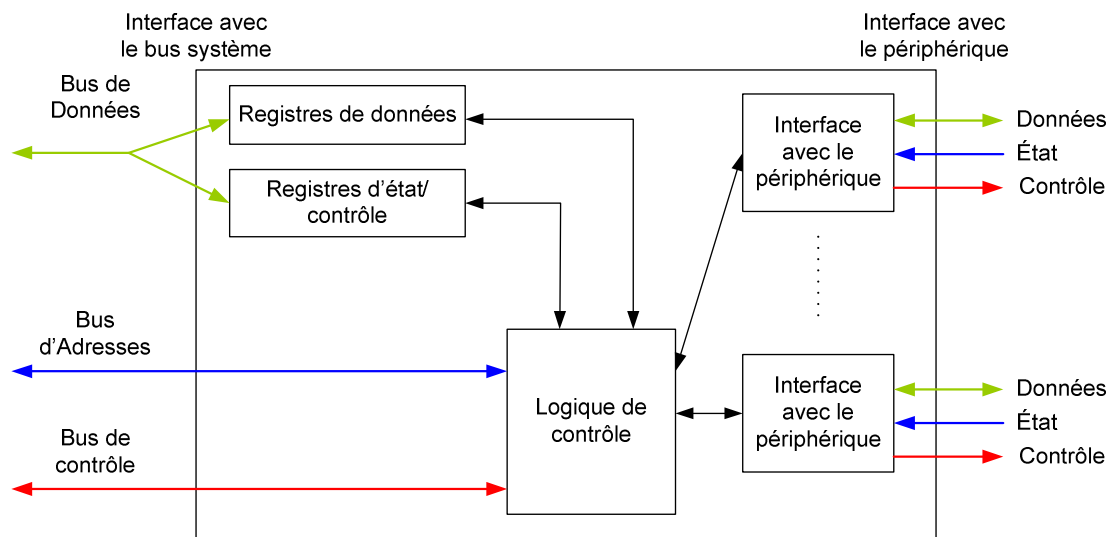 Interface avec
le bus système
Interface avec
le périphérique
Bus de
Données
Registres de données
Registres d’état/
contrôle
Interface
avec le
périphérique
Données
État
Contrôle
Bus
d’Adresses
Bus de
contrôle
Logique de
contrôle
Interface
avec le
périphérique
Données
État
Contrôle